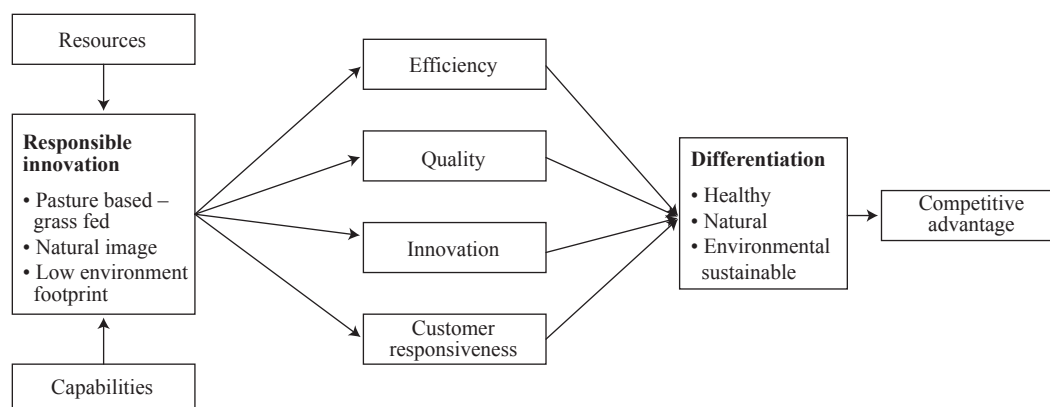 Resources
Responsible
innovation
• Pasture based –
grass fed
• Natural image
• Low environment
footprint
Capabilities
Efficiency
Quality
Innovation
Customer
responsiveness
Differentiation
• Healthy
• Natural
• Environmental
sustainable
Competitive
advantage